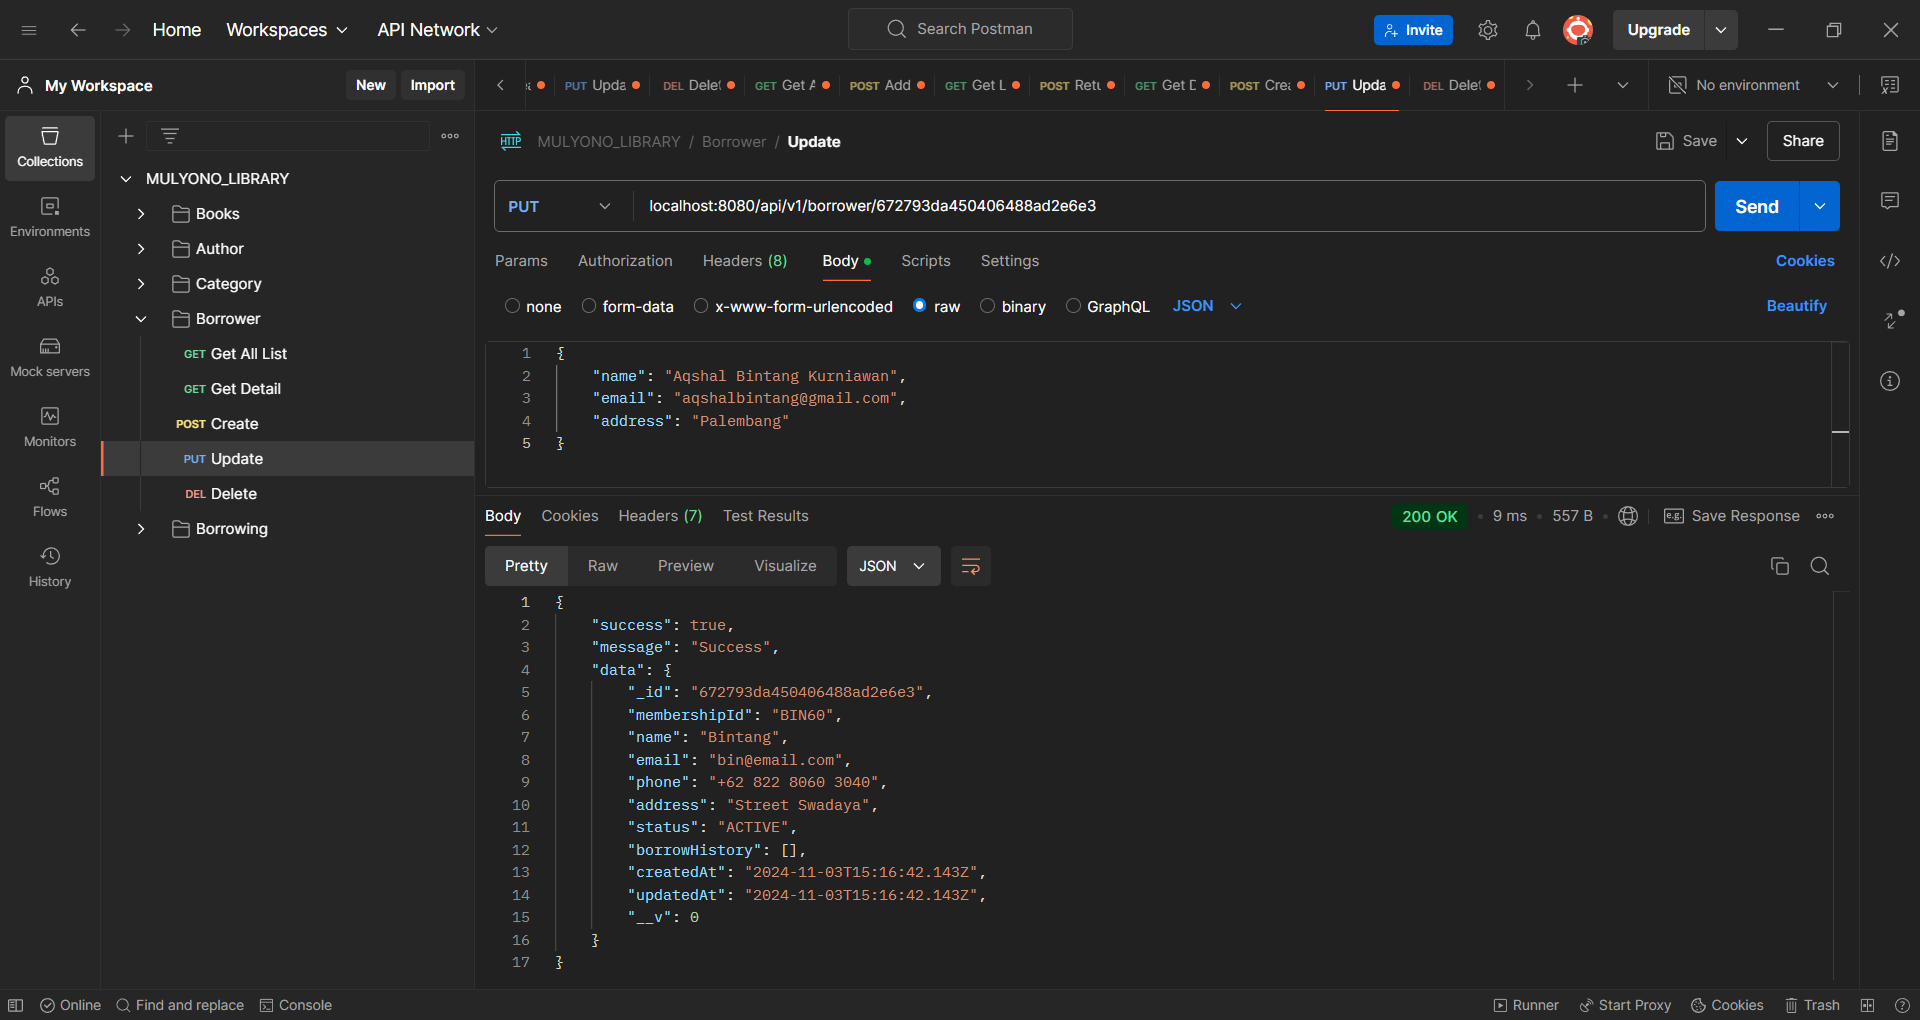 Home Workspaces API Network Search Postman Invite Upgrade
My Workspace New Import
PUT Upda DEL Delet GET Get A POST Add GET Get L POST Retu GET Get D POST Crea PUT Upda DEL Delet No environment
Collections
Environments
APIs
Mock servers
Monitors
Flows
History
MULYONO_LIBRARY
Books
Author
Category
Borrower
GET Get All List
GET Get Detail
POST Create
PUT Update
DEL Delete
Borrowing
HTTP MULYONO_LIBRARY / Borrower / Update Save Share
PUT localhost:8080/api/v1/borrower/672793da450406488ad2e6e3 Send
Params Authorization Headers (8) Body Scripts Settings Cookies
none form-data x-www-form-urlencoded raw binary GraphQL JSON Beautify
1 {
2 "name": "Aqshal Bintang Kurniawan",
3 "email": "aqshalbintang@gmail.com",
4 "address": "Palembang"
5 }
Body Cookies Headers (7) Test Results 200 OK 9 ms 557 B e.g. Save Response
Pretty Raw Preview Visualize JSON
1 {
2 "success": true,
3 "message": "Success",
4 "data": {
5 "_id": "672793da450406488ad2e6e3",
6 "membershipId": "BIN60",
7 "name": "Bintang",
8 "email": "bin@email.com",
9 "phone": "+62 822 8060 3040",
10 "address": "Street Swadaya",
11 "status": "ACTIVE",
12 "borrowHistory": [],
13 "createdAt": "2024-11-03T15:16:42.143Z",
14 "updatedAt": "2024-11-03T15:16:42.143Z",
15 "__v": 0
16 }
17 }
Online Find and replace Console Runner Start Proxy Cookies Trash